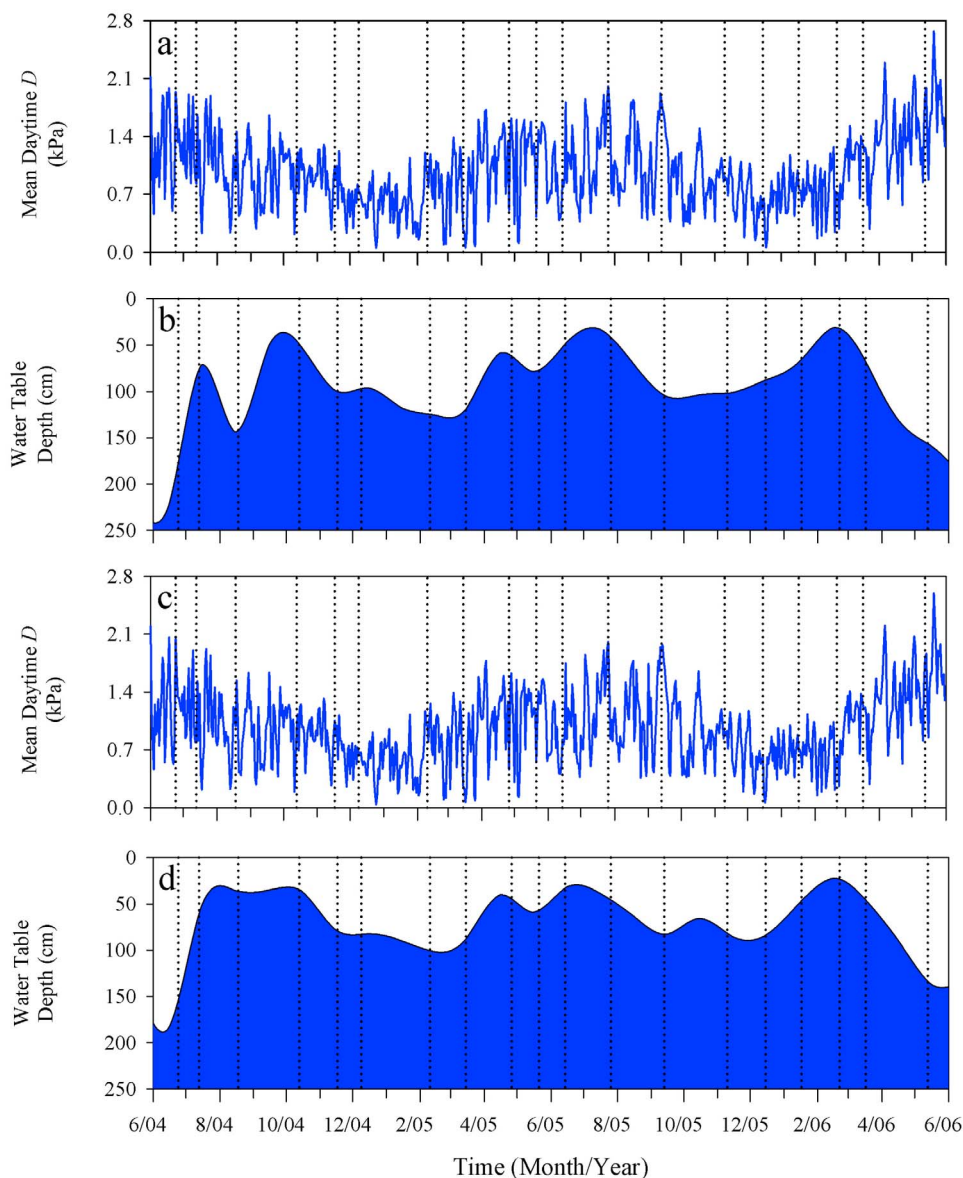 a
Mean Daytime D
(kPa)
2.8
2.1
1.4
0.7
0.0
b
Water Table
Depth (cm)
0
50
100
150
200
250
c
Mean Daytime D
(kPa)
2.8
2.1
1.4
0.7
0.0
d
Water Table
Depth (cm)
0
50
100
150
200
250
6/04 8/04 10/04 12/04 2/05 4/05 6/05 8/05 10/05 12/05 2/06 4/06 6/06
Time (Month/Year)